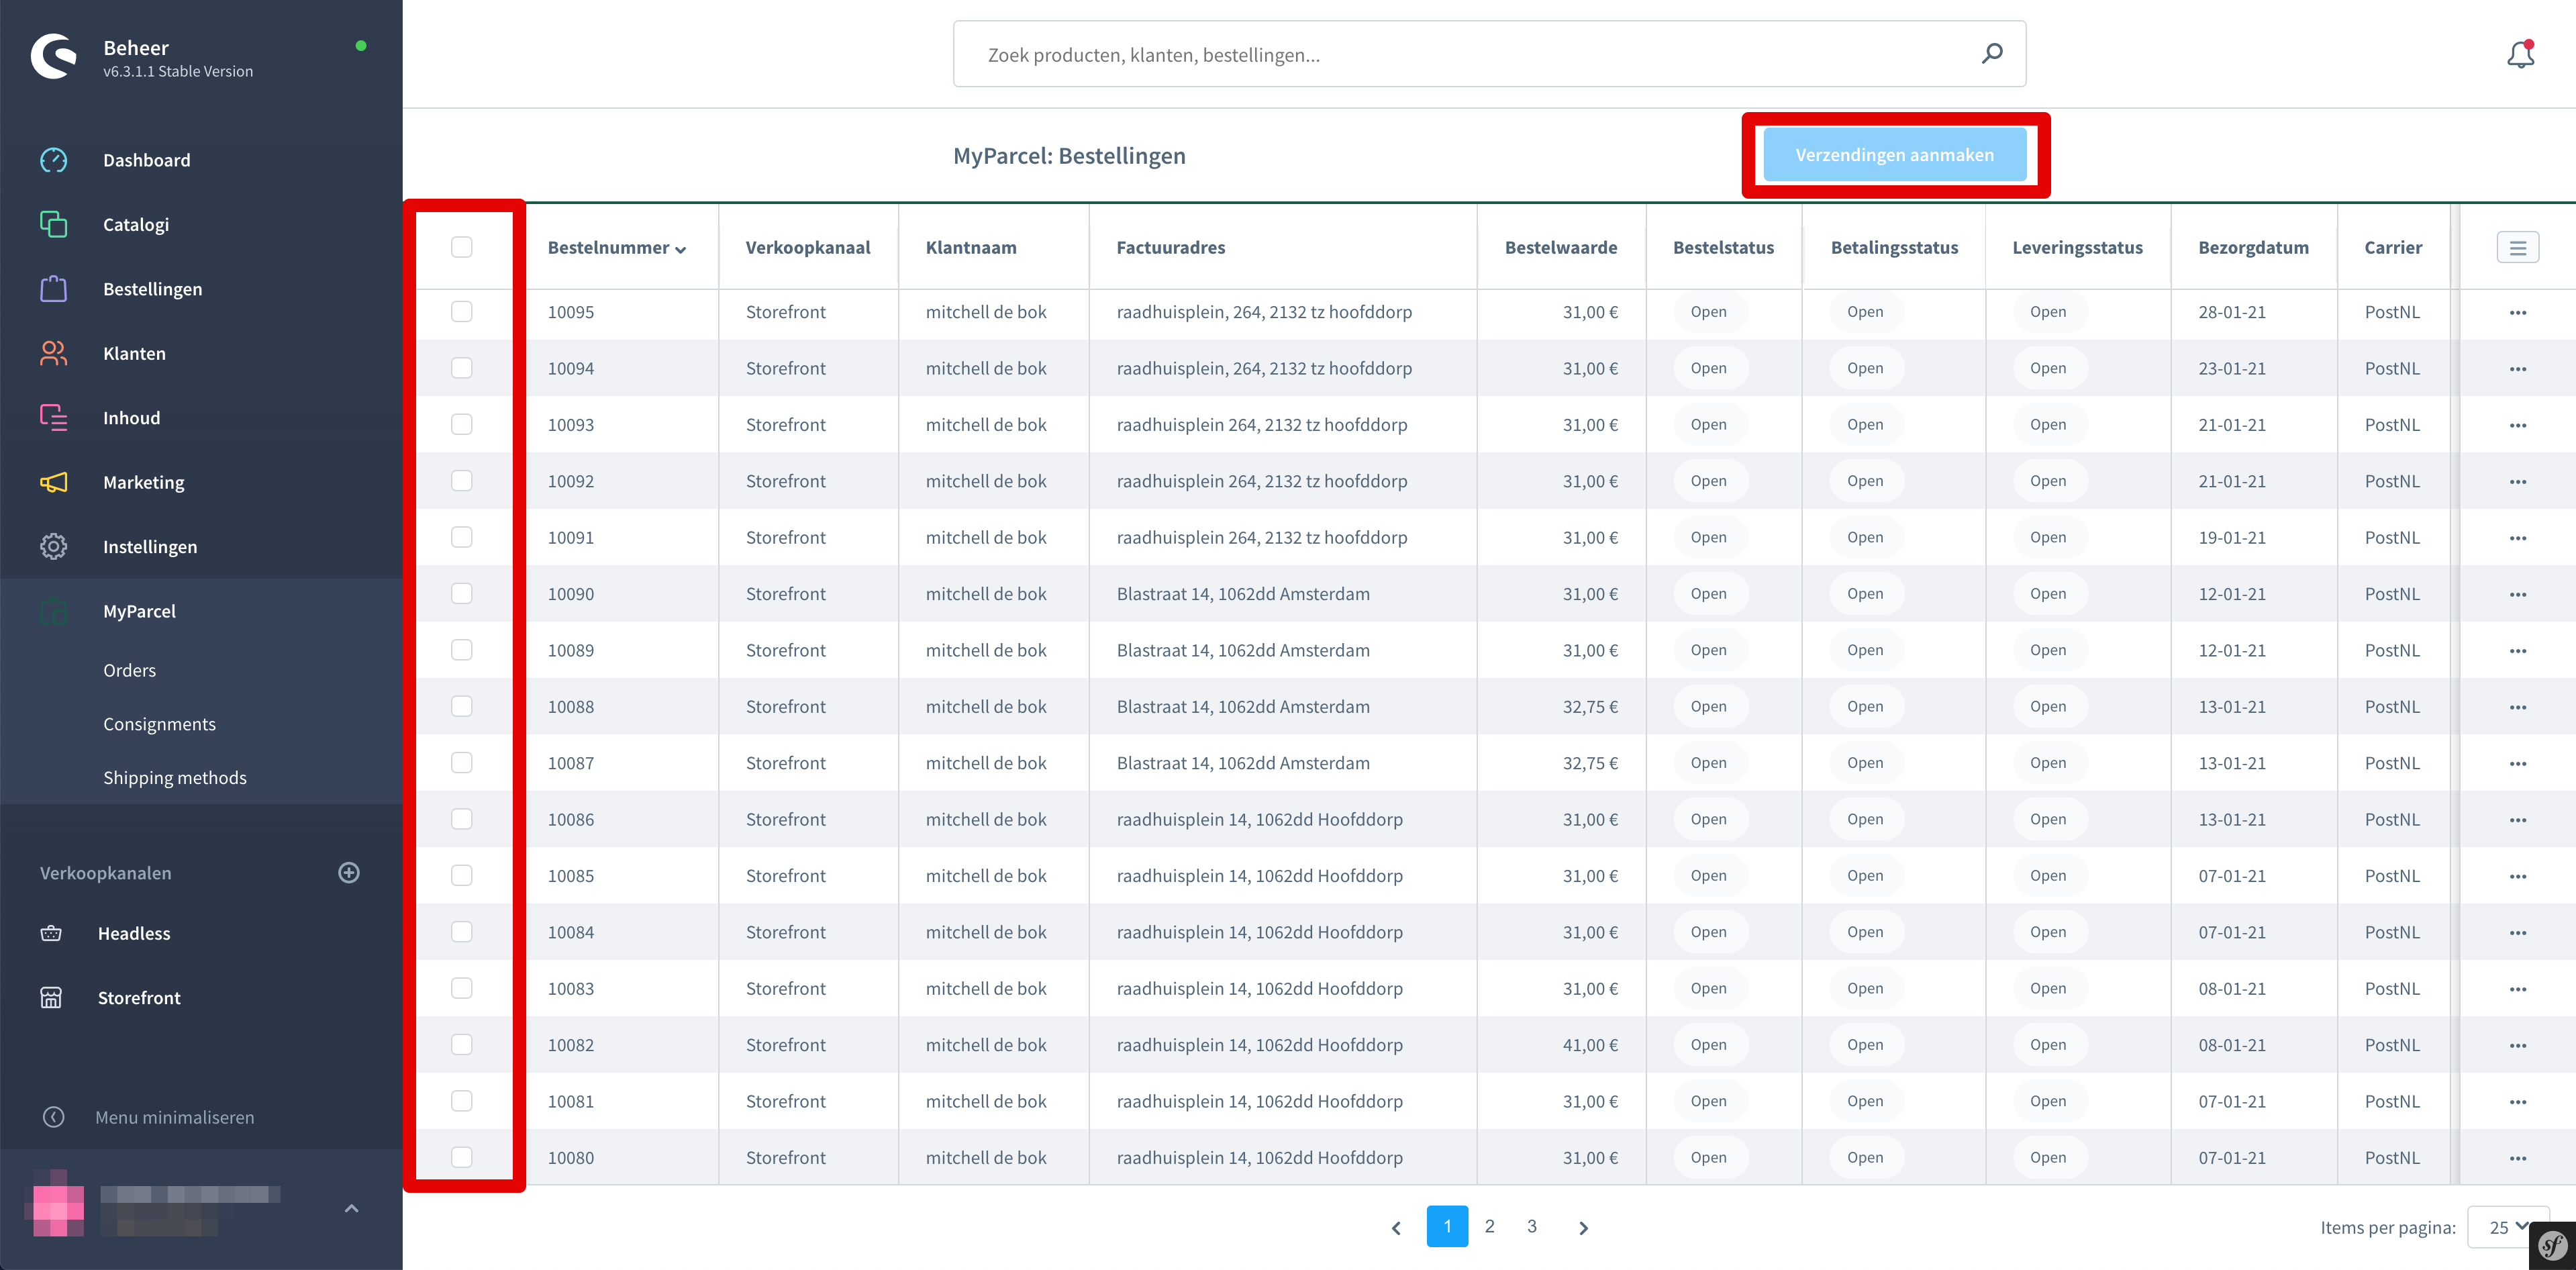 Beheer
v6.3.1.1 Stable Version
Zoek producten, klanten, bestellingen...
Dashboard
Catalogi
Bestellingen
Klanten
Inhoud
Marketing
Instellingen
MyParcel
Orders
Consignments
Shipping methods
Verkoopkanalen
Headless
Storefront
Menu minimaliseren
MyParcel: Bestellingen
Verzendingen aanmaken
Bestelnummer Verkoopkanaal Klantnaam Factuuradres Bestelwaarde Bestelstatus Betalingsstatus Leveringsstatus Bezorgdatum Carrier
10095 Storefront mitchell de bok raadhuisplein, 264, 2132 tz hoofddorp 31,00 € Open Open Open 28-01-21 PostNL
10094 Storefront mitchell de bok raadhuisplein, 264, 2132 tz hoofddorp 31,00 € Open Open Open 23-01-21 PostNL
10093 Storefront mitchell de bok raadhuisplein 264, 2132 tz hoofddorp 31,00 € Open Open Open 21-01-21 PostNL
10092 Storefront mitchell de bok raadhuisplein 264, 2132 tz hoofddorp 31,00 € Open Open Open 21-01-21 PostNL
10091 Storefront mitchell de bok raadhuisplein 264, 2132 tz hoofddorp 31,00 € Open Open Open 19-01-21 PostNL
10090 Storefront mitchell de bok Blastraat 14, 1062dd Amsterdam 31,00 € Open Open Open 12-01-21 PostNL
10089 Storefront mitchell de bok Blastraat 14, 1062dd Amsterdam 31,00 € Open Open Open 12-01-21 PostNL
10088 Storefront mitchell de bok Blastraat 14, 1062dd Amsterdam 32,75 € Open Open Open 13-01-21 PostNL
10087 Storefront mitchell de bok Blastraat 14, 1062dd Amsterdam 32,75 € Open Open Open 13-01-21 PostNL
10086 Storefront mitchell de bok raadhuisplein 14, 1062dd Hoofddorp 31,00 € Open Open Open 13-01-21 PostNL
10085 Storefront mitchell de bok raadhuisplein 14, 1062dd Hoofddorp 31,00 € Open Open Open 07-01-21 PostNL
10084 Storefront mitchell de bok raadhuisplein 14, 1062dd Hoofddorp 31,00 € Open Open Open 07-01-21 PostNL
10083 Storefront mitchell de bok raadhuisplein 14, 1062dd Hoofddorp 31,00 € Open Open Open 08-01-21 PostNL
10082 Storefront mitchell de bok raadhuisplein 14, 1062dd Hoofddorp 41,00 € Open Open Open 08-01-21 PostNL
10081 Storefront mitchell de bok raadhuisplein 14, 1062dd Hoofddorp 31,00 € Open Open Open 07-01-21 PostNL
10080 Storefront mitchell de bok raadhuisplein 14, 1062dd Hoofddorp 31,00 € Open Open Open 07-01-21 PostNL
1 2 3
Items per pagina: 25
sf